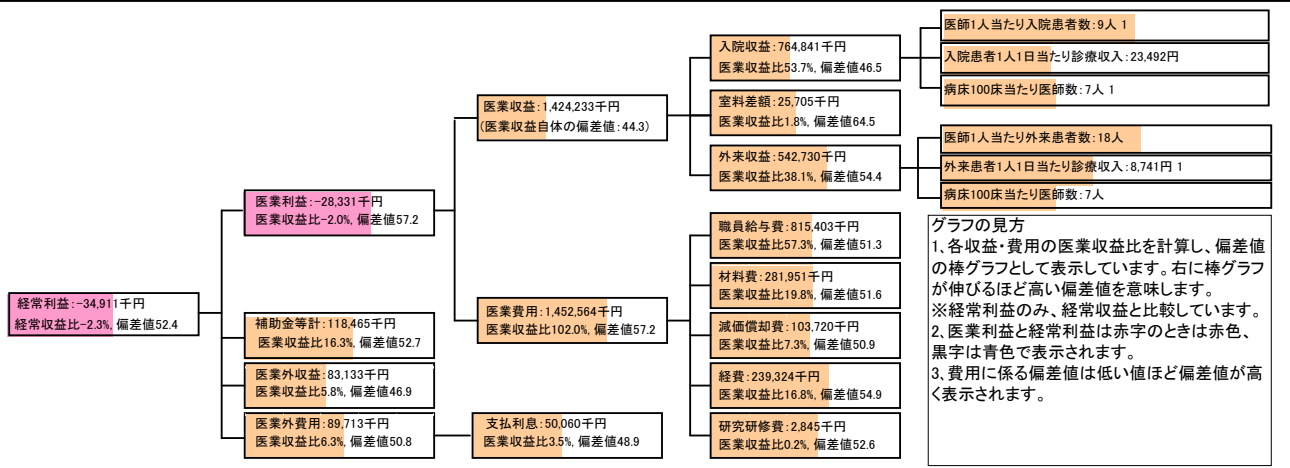 経常利益：-34,911千円
経常収益比-2.3%, 偏差値52.4
医業利益：-28,331千円
医業収益比-2.0%, 偏差値57.2
補助金等計：118,465千円
医業収益比16.3%, 偏差値52.7
医業外収益：83,133千円
医業収益比5.8%, 偏差値46.9
医業外費用：89,713千円
医業収益比6.3%, 偏差値50.8
支払利息：50,060千円
医業収益比3.5%, 偏差値48.9
医業収益：1,424,233千円
(医業収益自体の偏差値：44.3)
医業費用：1,452,564千円
医業収益比102.0%, 偏差値57.2
入院収益：764,841千円
医業収益比53.7%, 偏差値46.5
室料差額：25,705千円
医業収益比1.8%, 偏差値64.5
外来収益：542,730千円
医業収益比38.1%, 偏差値54.4
職員給与費：815,403千円
医業収益比57.3%, 偏差値51.3
材料費：281,951千円
医業収益比19.8%, 偏差値51.6
減価償却費：103,720千円
医業収益比7.3%, 偏差値50.9
経費：239,324千円
医業収益比16.8%, 偏差値54.9
研究研修費：2,845千円
医業収益比0.2%, 偏差値52.6
医師1人当たり入院患者数：9人 1
入院患者1人1日当たり診療収入：23,492円
病床100床当たり医師数：7人 1
医師1人当たり外来患者数：18人
外来患者1人1日当たり診療収入：8,741円 1
病床100床当たり医師数：7人
グラフの見方
1、各収益・費用の医業収益比を計算し、偏差値
の棒グラフとして表示しています。右に棒グラフ
が伸びるほど高い偏差値を意味します。
※経常利益のみ、経常収益と比較しています。
2、医業利益と経常利益は赤字のときは赤色、
黒字は青色で表示されます。
3、費用に係る偏差値は低い値ほど偏差値が高
く表示されます。